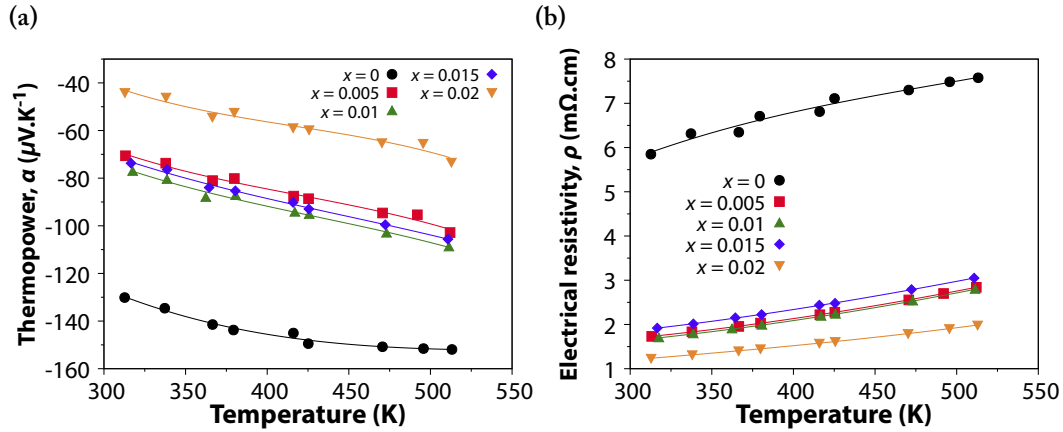 (a)
Thermopower, α (μV.K⁻¹)
-40
-60
-80
-100
-120
-140
-160
x = 0
x = 0.015
x = 0.005
x = 0.02
x = 0.01
300 350 400 450 500 550
Temperature (K)
(b)
Electrical resistivity, ρ (mΩ.cm)
8
7
6
5
4
3
2
1
x = 0
x = 0.005
x = 0.01
x = 0.015
x = 0.02
300 350 400 450 500 550
Temperature (K)